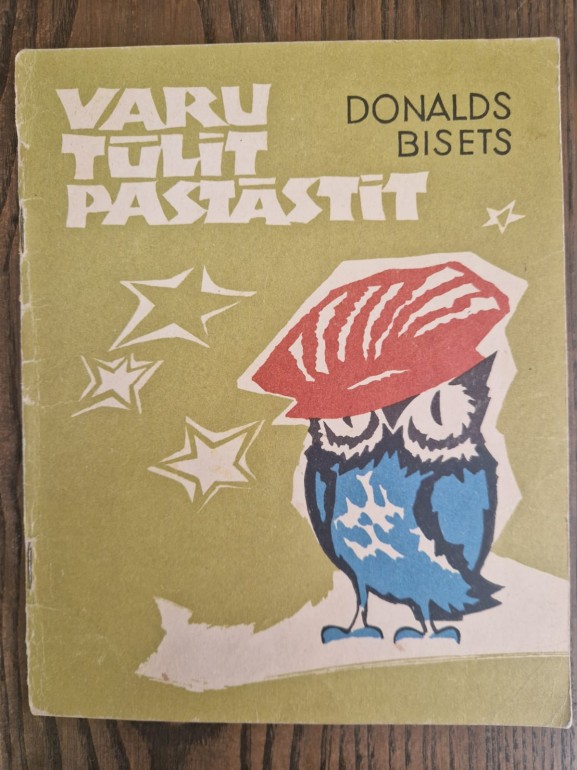 VARU
TŪLĪT
PASTĀSTĪT
DONALDS
BISETS